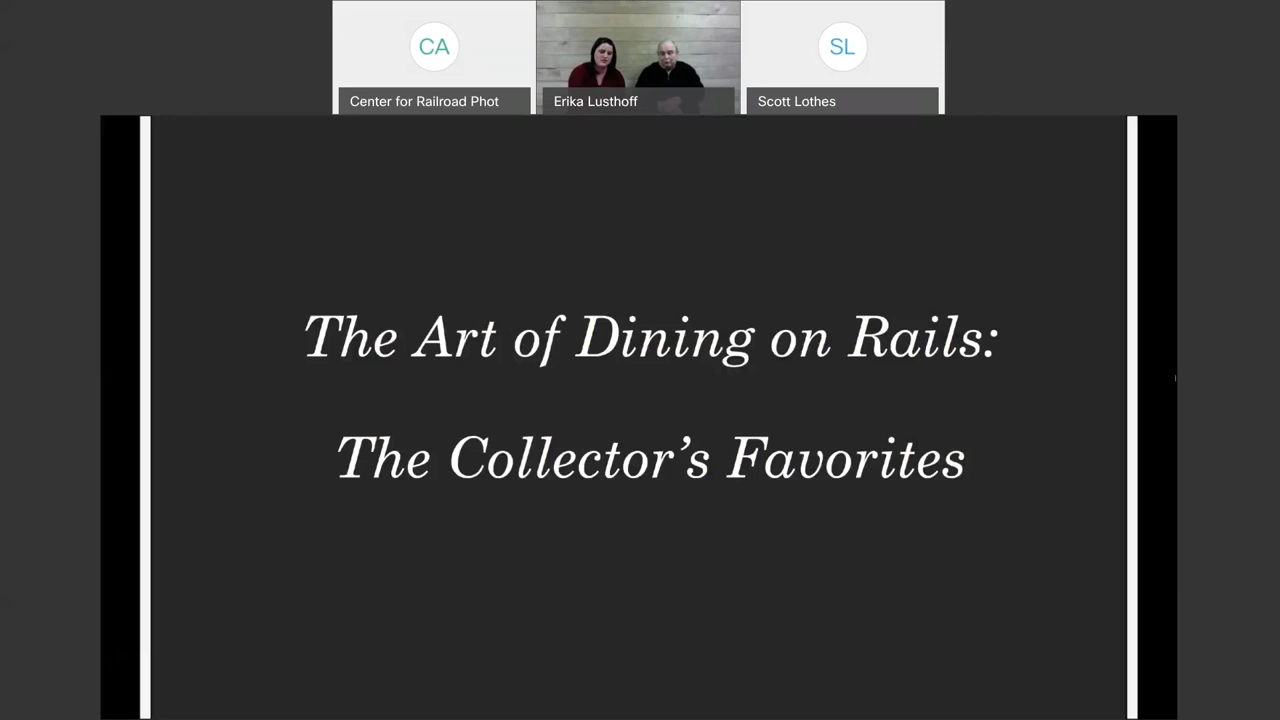 CA
SL
Center for Railroad Phot
Erika Lusthoff
Scott Lothes
The Art of Dining on Rails:
The Collector’s Favorites